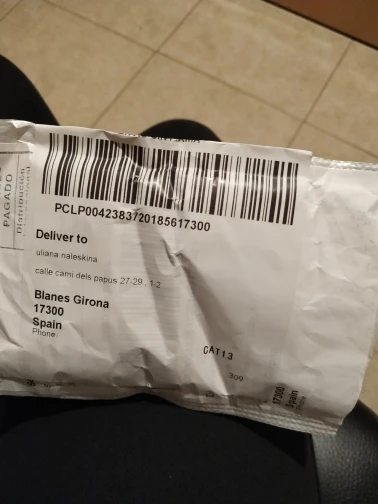 PAGADO
Distribución
PCLP0042383720185617300
Deliver to
uliana naleskina
calle cami dels papus 27-29 . 1-2
Blanes Girona
17300
Spain
Phone:
CAT13
309
17300
Spain